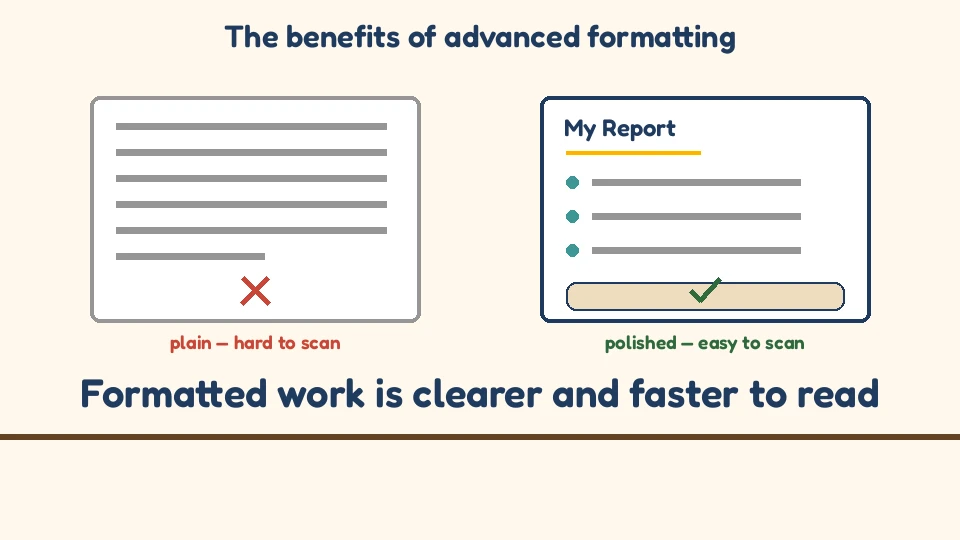 The benefits of advanced formatting
My Report
plain — hard to scan
polished — easy to scan
Formatted work is clearer and faster to read